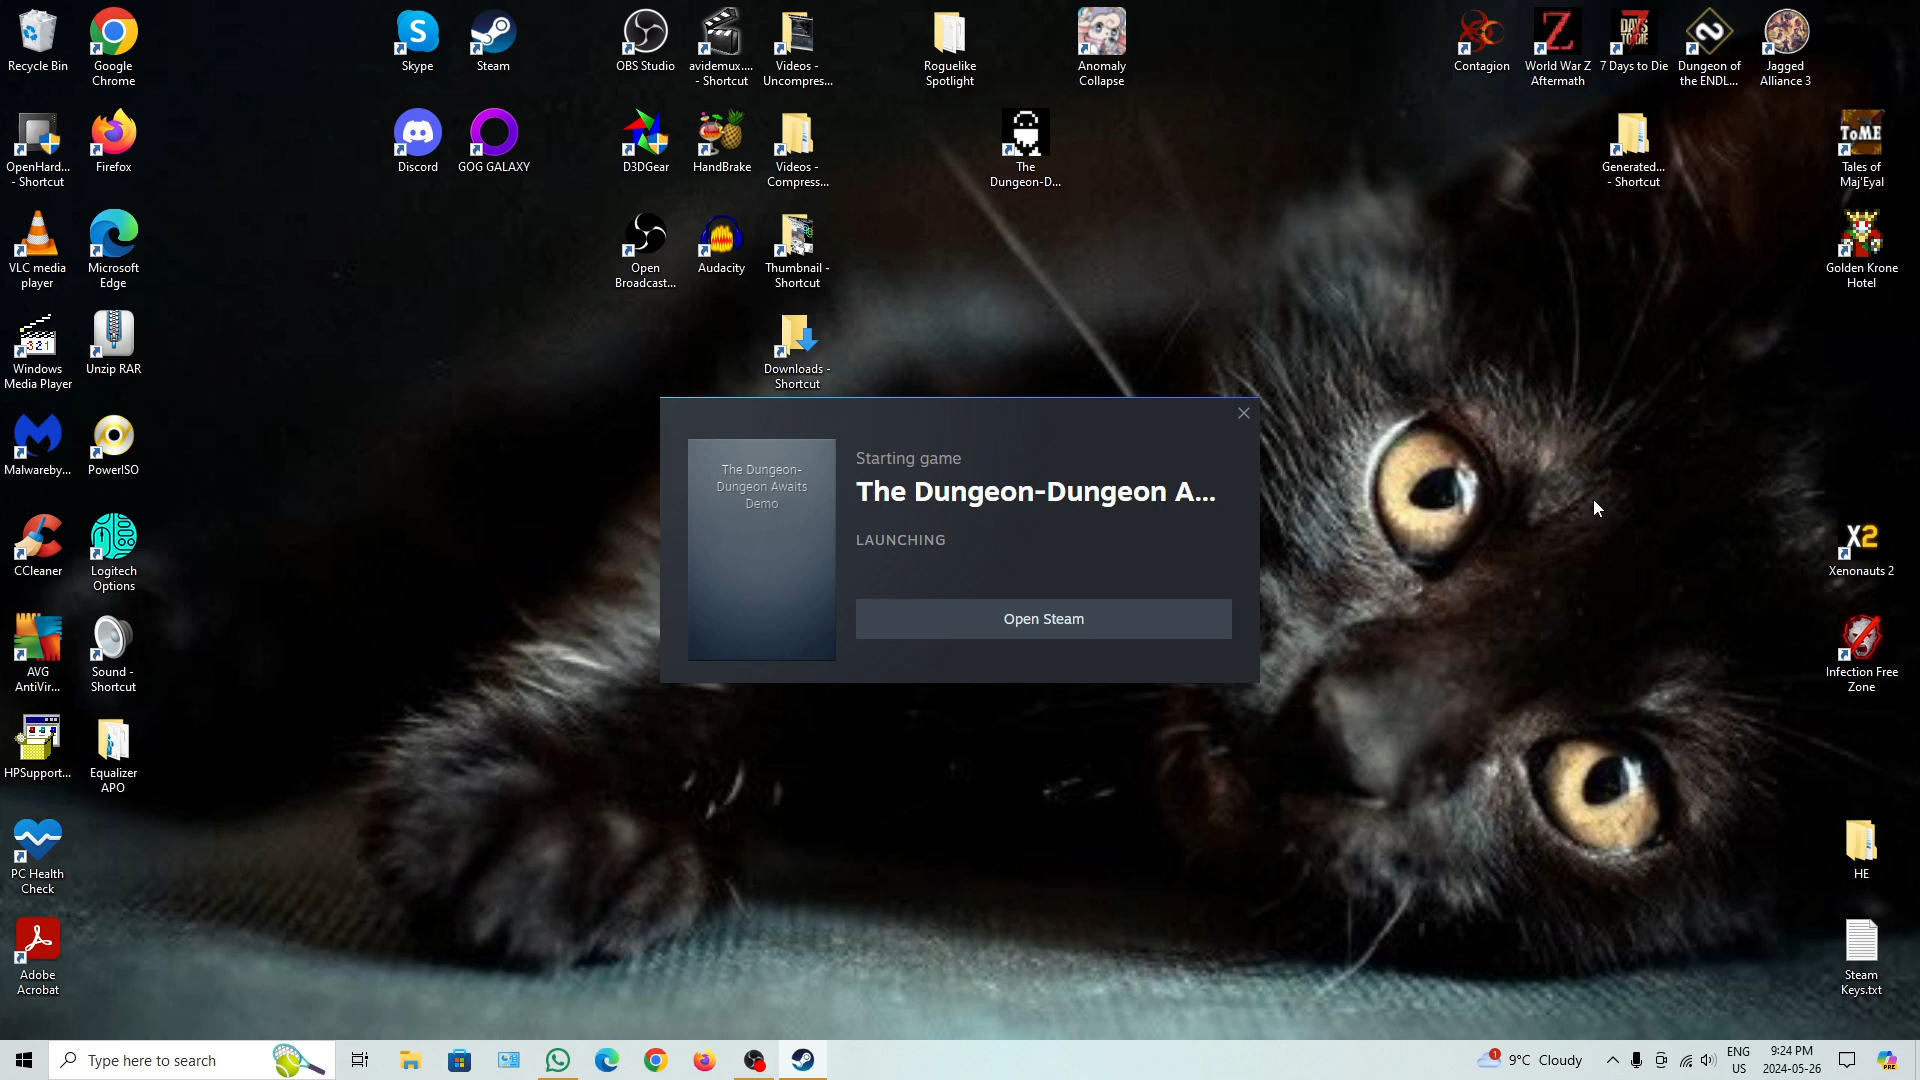 Recycle Bin
Google
Chrome
Skype
Steam
OBS Studio
avidemux....
- Shortcut
Videos -
Uncompres...
Roguelike
Spotlight
Anomaly
Collapse
Contagion
World War Z
Aftermath
7 Days to Die
Dungeon of
the ENDL...
Jagged
Alliance 3
OpenHard...
- Shortcut
Firefox
Discord
GOG GALAXY
D3DGear
HandBrake
Videos -
Compress...
The
Dungeon-D...
Generated...
- Shortcut
ToME
Tales of
Maj'Eyal
VLC media
player
Microsoft
Edge
Open
Broadcast...
Audacity
Thumbnail -
Shortcut
Golden Krone
Hotel
Windows
Media Player
Unzip RAR
Downloads -
Shortcut
Malwareby...
PowerISO
The Dungeon-
Dungeon Awaits
Demo
Starting game
The Dungeon-Dungeon A...
LAUNCHING
Open Steam
CCleaner
Logitech
Options
X2
Xenonauts 2
AVG
AntiVir...
Sound -
Shortcut
Infection Free
Zone
HPSupport...
Equalizer
APO
PC Health
Check
HE
Adobe
Acrobat
Steam
Keys.txt
Type here to search
1
9°C Cloudy
ENG
US
9:24 PM
2024-05-26